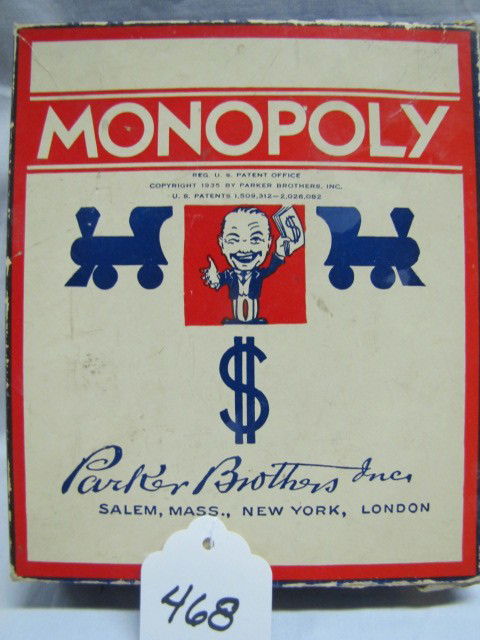 MONOPOLY
REG. U. S. PATENT OFFICE
COPYRIGHT 1935 BY PARKER BROTHERS, INC.
U. S. PATENTS 1,509,312—2,026,082
$
$
Parker Brothers Inc.
SALEM, MASS., NEW YORK, LONDON
468